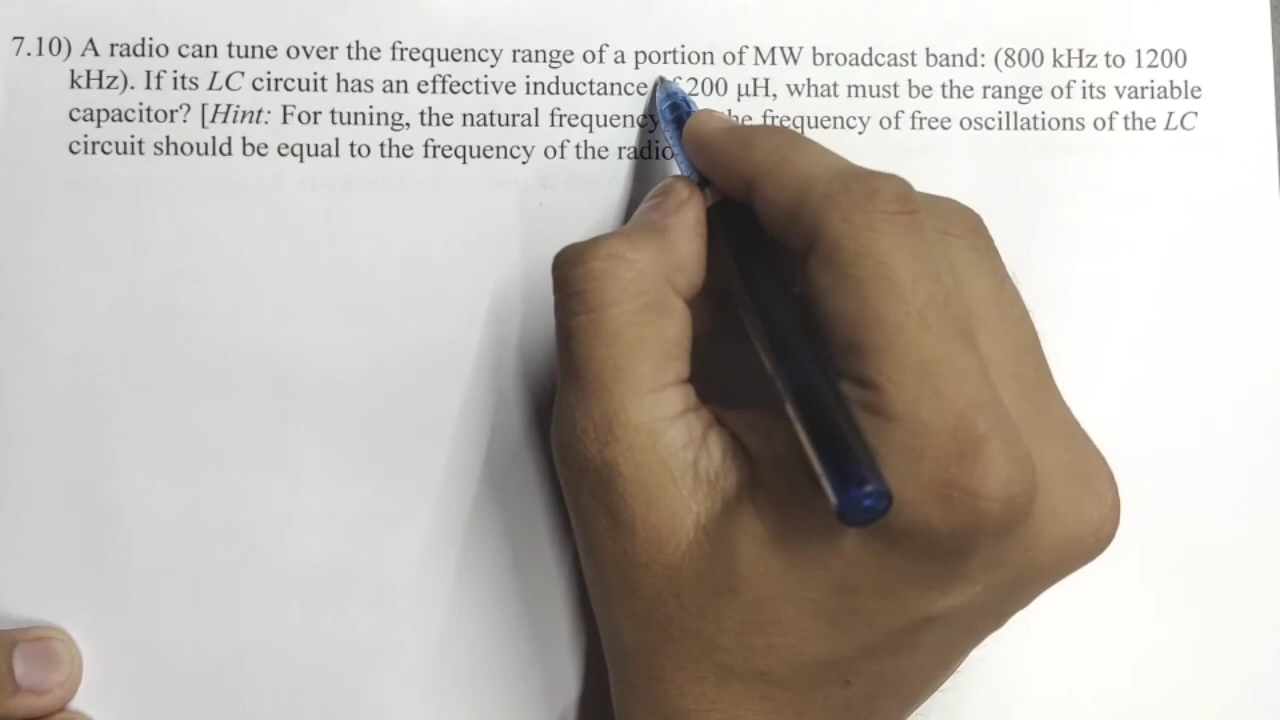 7.10) A radio can tune over the frequency range of a portion of MW broadcast band: (800 kHz to 1200
kHz). If its LC circuit has an effective inductance 200 μH, what must be the range of its variable
capacitor? [Hint: For tuning, the natural frequency frequency of free oscillations of the LC
circuit should be equal to the frequency of the radio